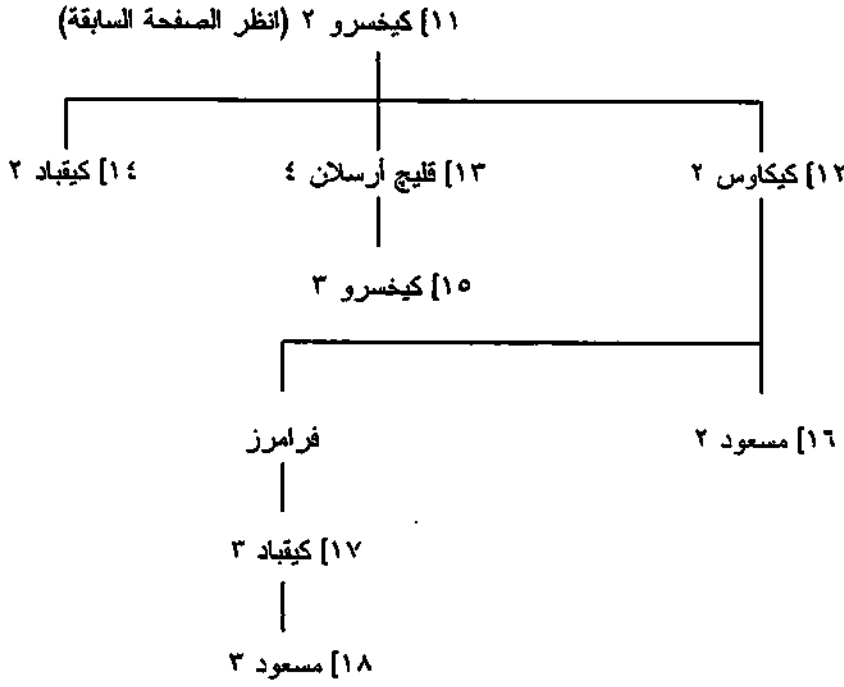 ١١] كيخسرو ٢ (انظر الصفحة السابقة)
١٢] كيكاوس ٢
١٣] قليچ أرسلان ٤
١٤] كيقباد ٢
١٥] كيخسرو ٣
١٦] مسعود ٢
فرامرز
١٧] كيقباد ٣
١٨] مسعود ٣